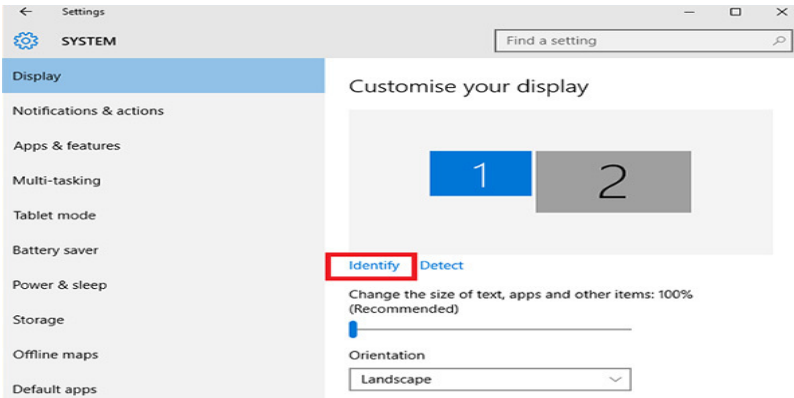 Settings
SYSTEM
Find a setting
Display
Notifications & actions
Apps & features
Multi-tasking
Tablet mode
Battery saver
Power & sleep
Storage
Offline maps
Default apps
Customise your display
1 2
Identify Detect
Change the size of text, apps and other items: 100%
(Recommended)
Orientation
Landscape